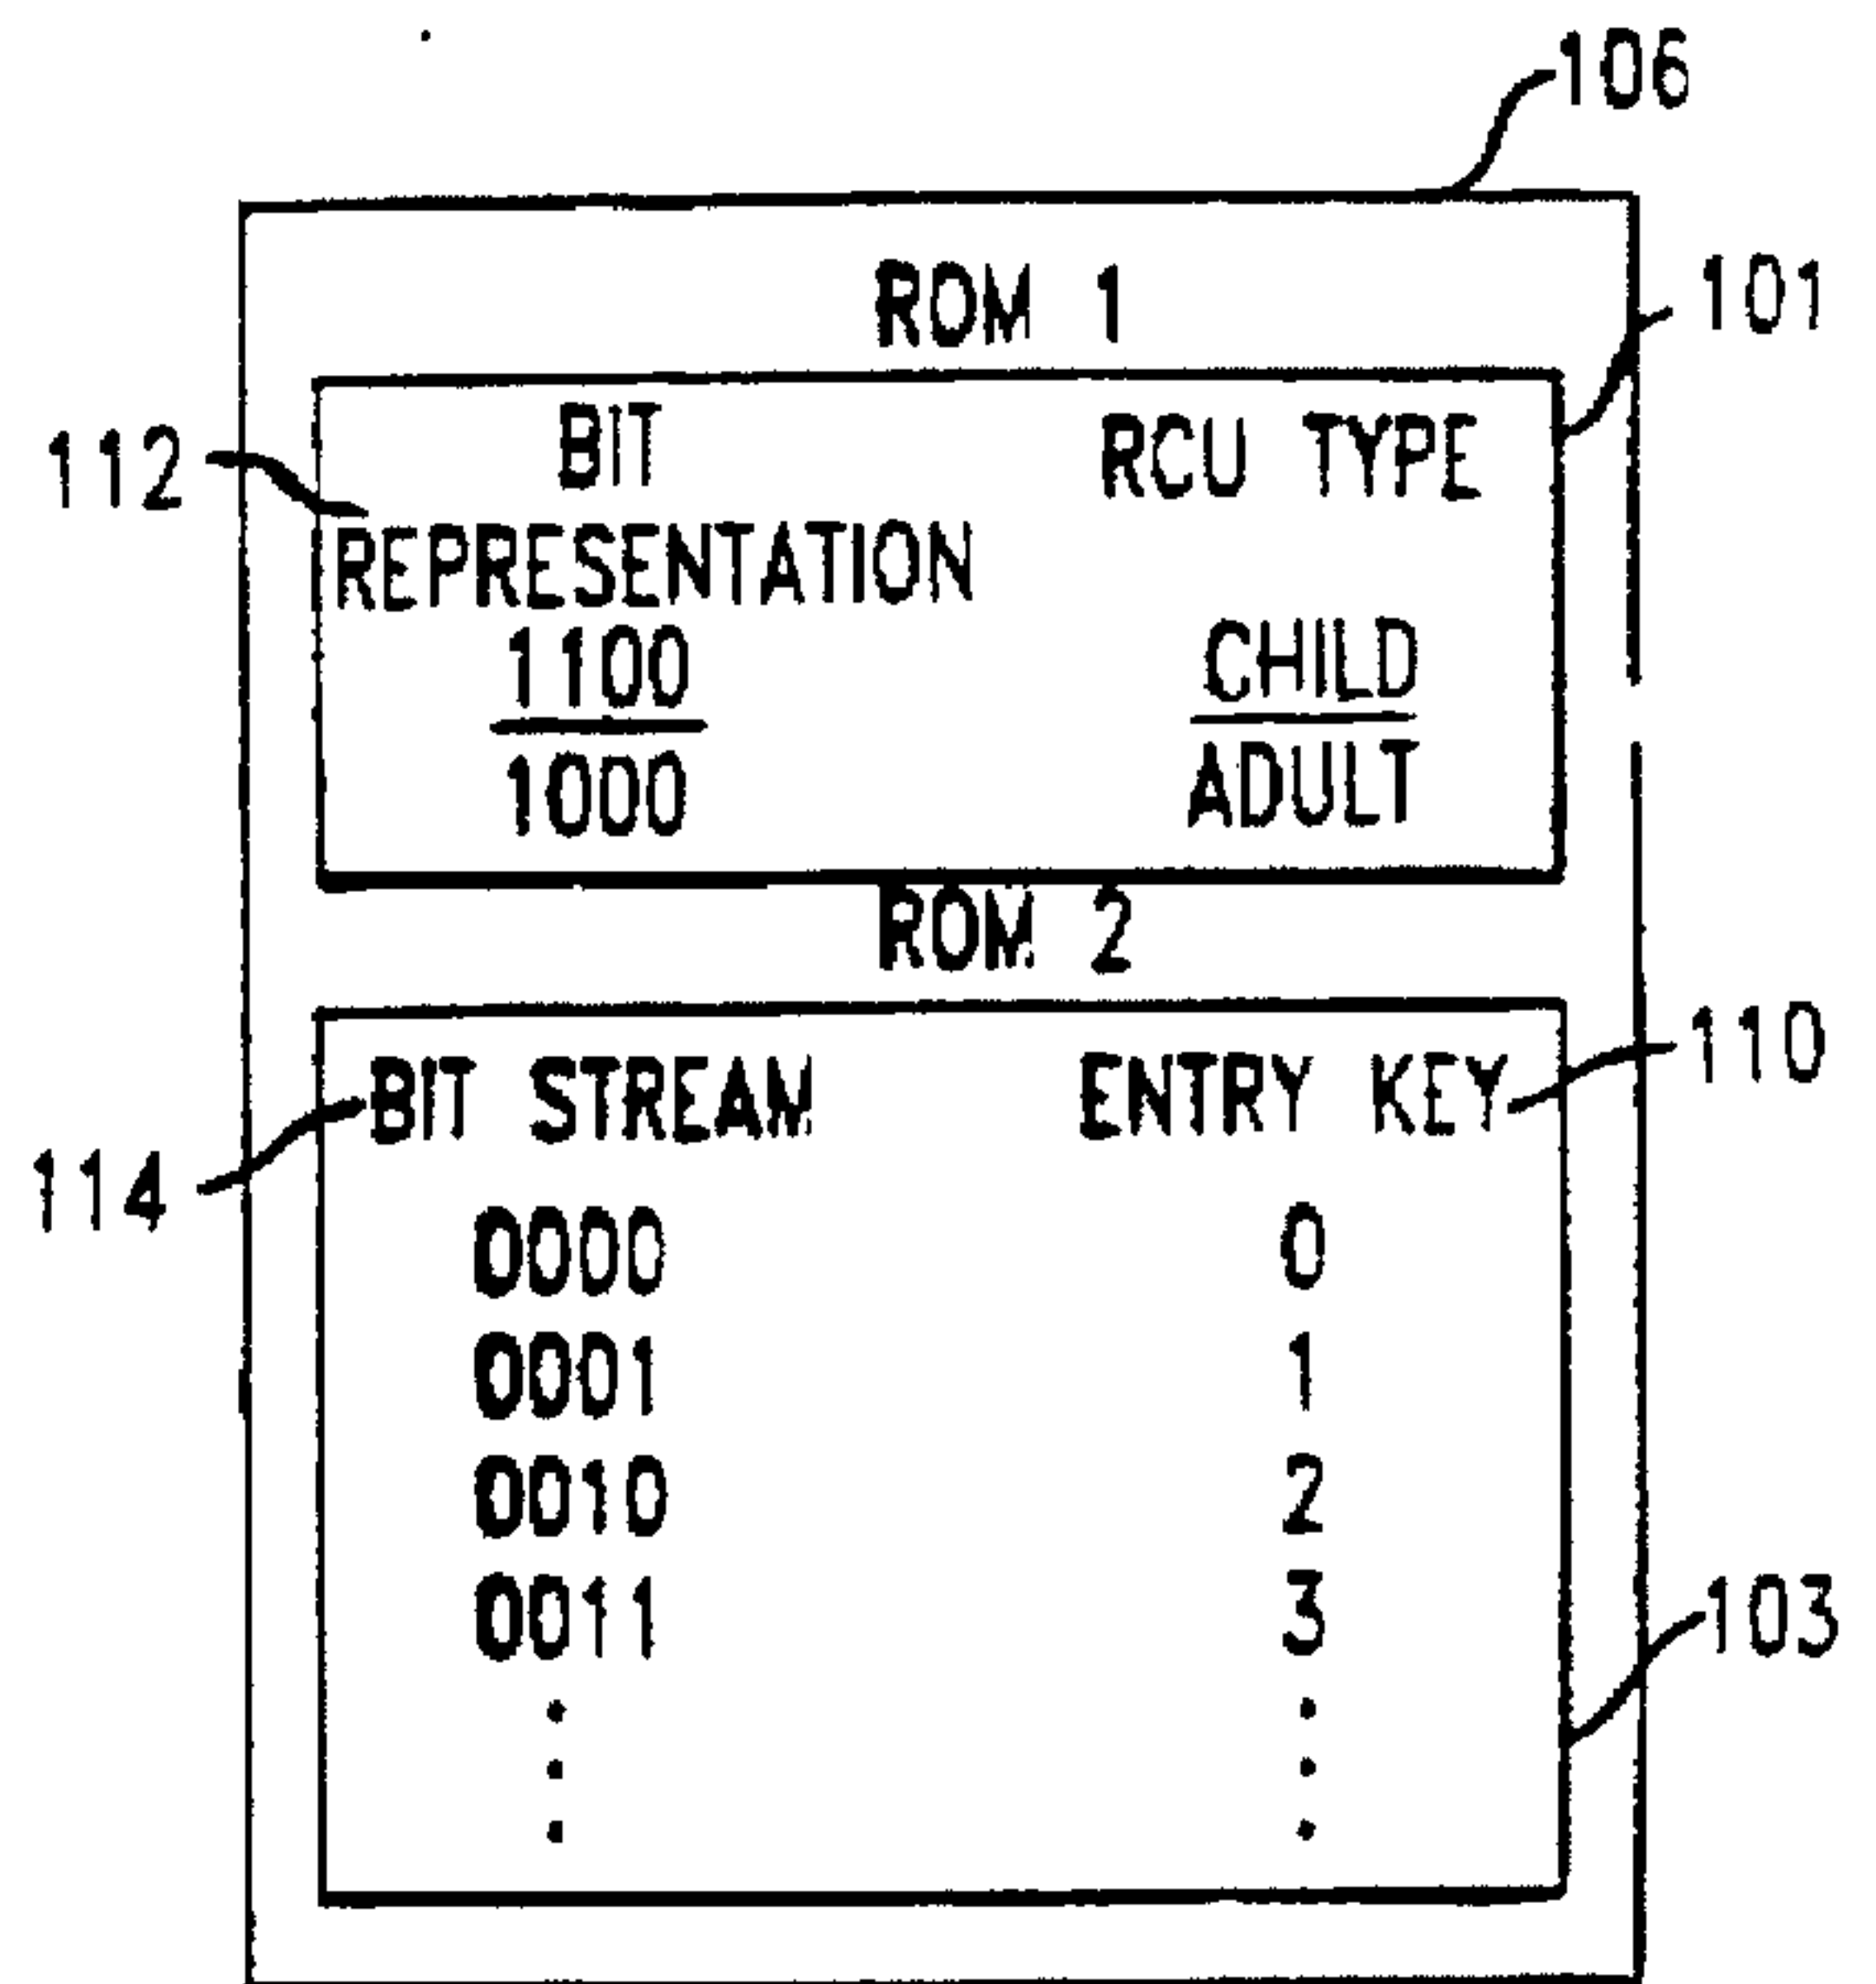 106
ROM 1
101
112
BIT RCU TYPE
REPRESENTATION
1100 CHILD
1000 ADULT
ROM 2
110
BIT STREAM ENTRY KEY
114
0000 0
0001 1
0010 2
0011 3
103